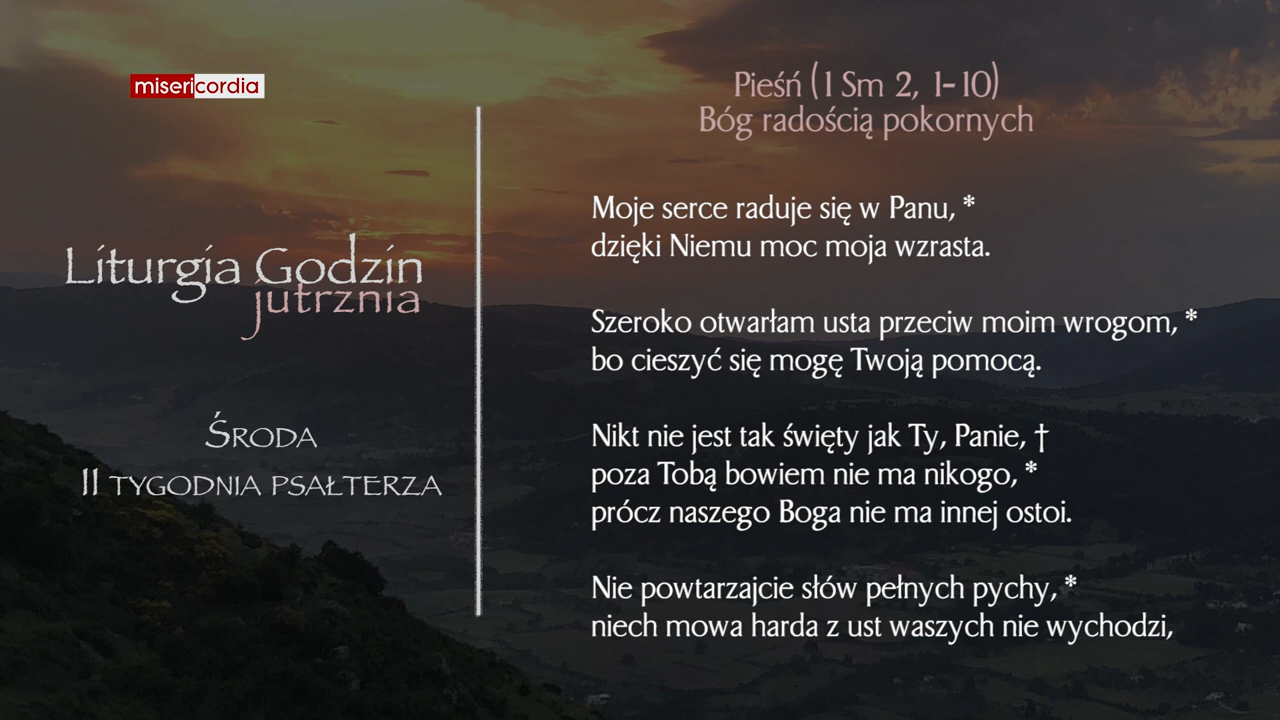 misericordia
Liturgia Godzin
jutrznia
Środa
II tygodnia psałterza
Pieśń (1 Sm 2, 1-10)
Bóg radością pokornych
Moje serce raduje się w Panu, *
dzięki Niemu moc moja wzrasta.
Szeroko otwarłam usta przeciw moim wrogom, *
bo cieszyć się mogę Twoją pomocą.
Nikt nie jest tak święty jak Ty, Panie, †
poza Tobą bowiem nie ma nikogo, *
prócz naszego Boga nie ma innej ostoi.
Nie powtarzajcie słów pełnych pychy, *
niech mowa harda z ust waszych nie wychodzi,